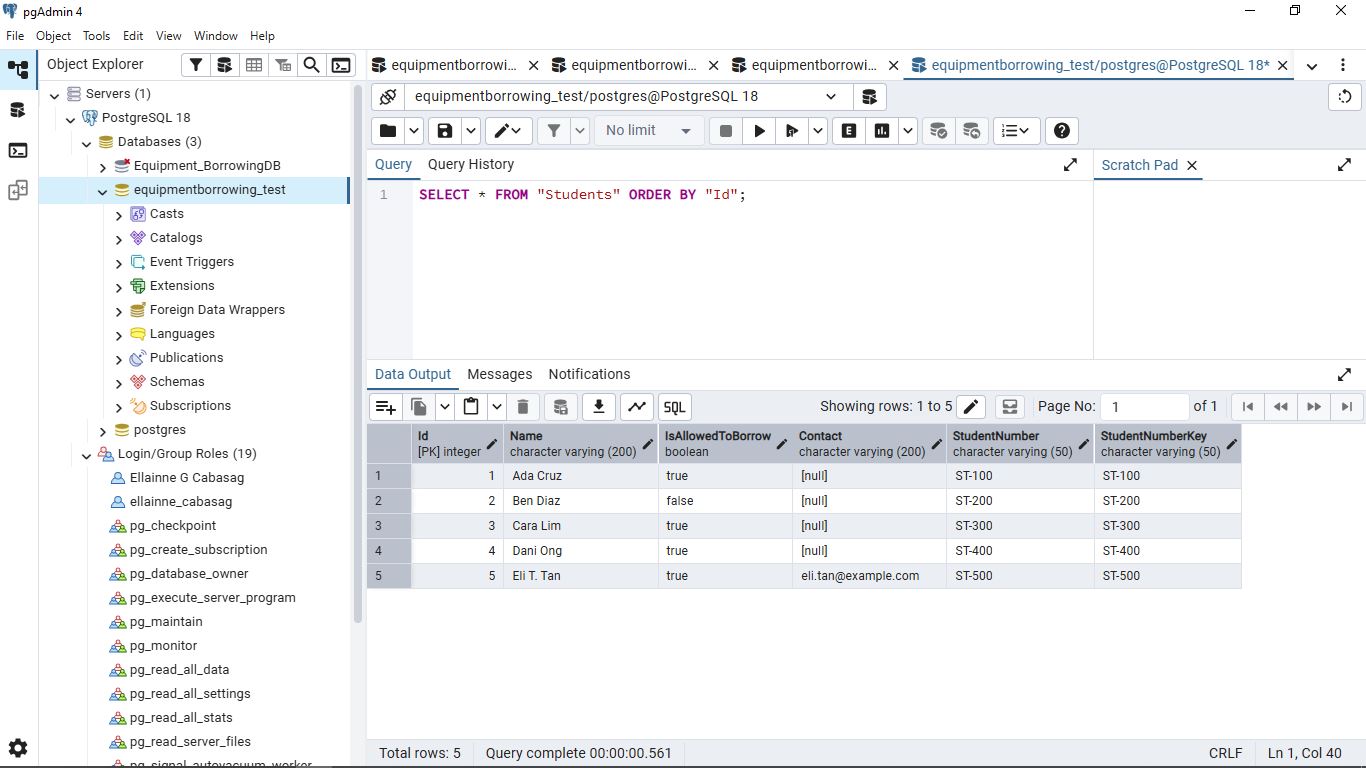 pgAdmin 4
File Object Tools Edit View Window Help
Object Explorer
equipmentborrowi... equipmentborrowi... equipmentborrowi... equipmentborrowing_test/postgres@PostgreSQL 18*
Servers (1)
PostgreSQL 18
Databases (3)
Equipment_BorrowingDB
equipmentborrowing_test
Casts
Catalogs
Event Triggers
Extensions
Foreign Data Wrappers
Languages
Publications
Schemas
Subscriptions
postgres
Login/Group Roles (19)
Ellainne G Cabasag
ellainne_cabasag
pg_checkpoint
pg_create_subscription
pg_database_owner
pg_execute_server_program
pg_maintain
pg_monitor
pg_read_all_data
pg_read_all_settings
pg_read_all_stats
pg_read_server_files
pg_signal_autovacuum_worker
equipmentborrowing_test/postgres@PostgreSQL 18
No limit
E
Query Query History
Scratch Pad
1 SELECT * FROM "Students" ORDER BY "Id";
Data Output Messages Notifications
SQL Showing rows: 1 to 5 Page No: 1 of 1
Id Name IsAllowedToBorrow Contact StudentNumber StudentNumberKey
[PK] integer character varying (200) boolean character varying (200) character varying (50) character varying (50)
1 1 Ada Cruz true [null] ST-100 ST-100
2 2 Ben Diaz false [null] ST-200 ST-200
3 3 Cara Lim true [null] ST-300 ST-300
4 4 Dani Ong true [null] ST-400 ST-400
5 5 Eli T. Tan true eli.tan@example.com ST-500 ST-500
Total rows: 5 Query complete 00:00:00.561 CRLF Ln 1, Col 40